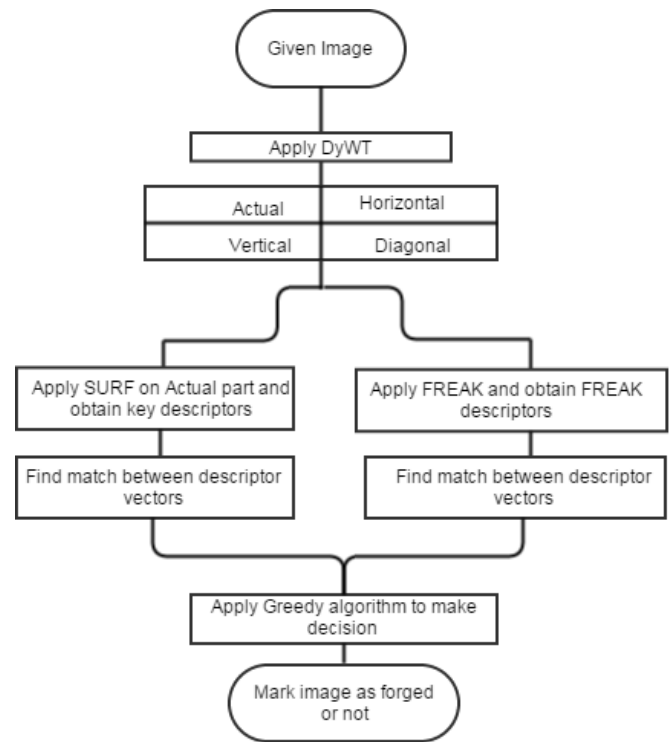 Given Image
Apply DyWT
Actual
Horizontal
Vertical
Diagonal
Apply SURF on Actual part and
obtain key descriptors
Apply FREAK and obtain FREAK
descriptors
Find match between descriptor
vectors
Find match between descriptor
vectors
Apply Greedy algorithm to make
decision
Mark image as forged
or not